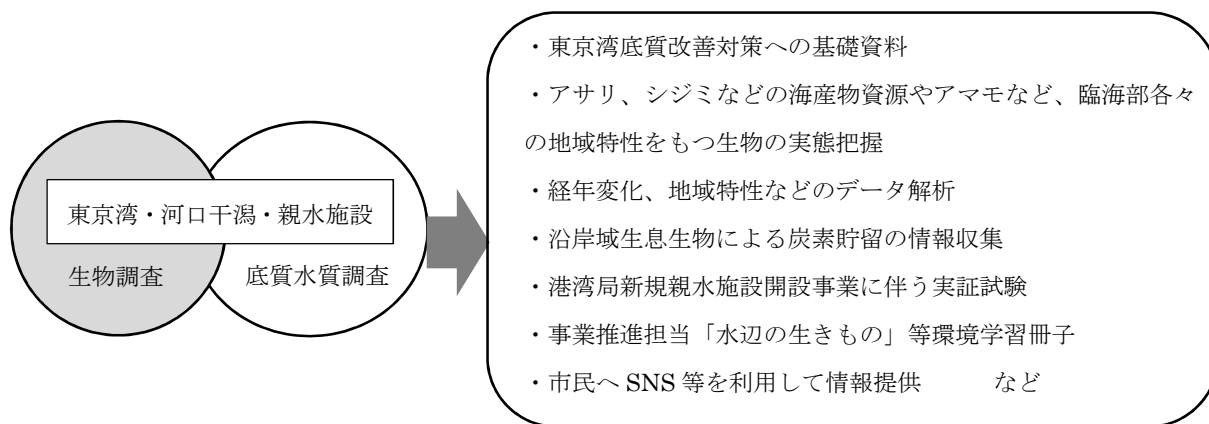 東京湾・河口干潟・親水施設
生物調査
底質水質調査
・東京湾底質改善対策への基礎資料
・アサリ、シジミなどの海産物資源やアマモなど、臨海部各々
の地域特性をもつ生物の実態把握
・経年変化、地域特性などのデータ解析
・沿岸域生息生物による炭素貯留の情報収集
・港湾局新規親水施設開設事業に伴う実証試験
・事業推進担当「水辺の生きもの」等環境学習冊子
・市民へ SNS 等を利用して情報提供　　　など